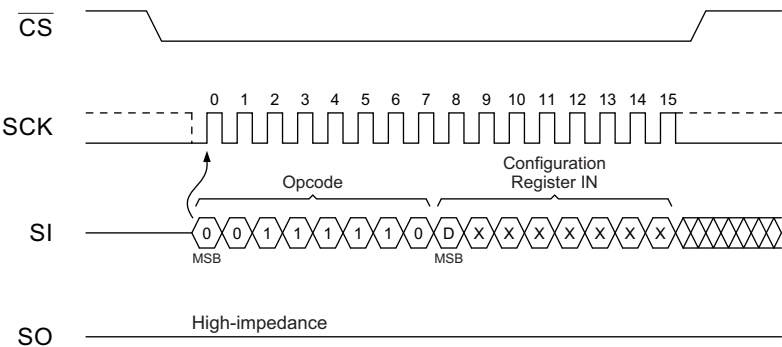 CS
0 1 2 3 4 5 6 7 8 9 10 11 12 13 14 15
SCK
Opcode
Configuration
Register IN
SI
0 0 1 1 1 1 1 0 D X X X X X X X
MSB MSB
High-impedance
SO